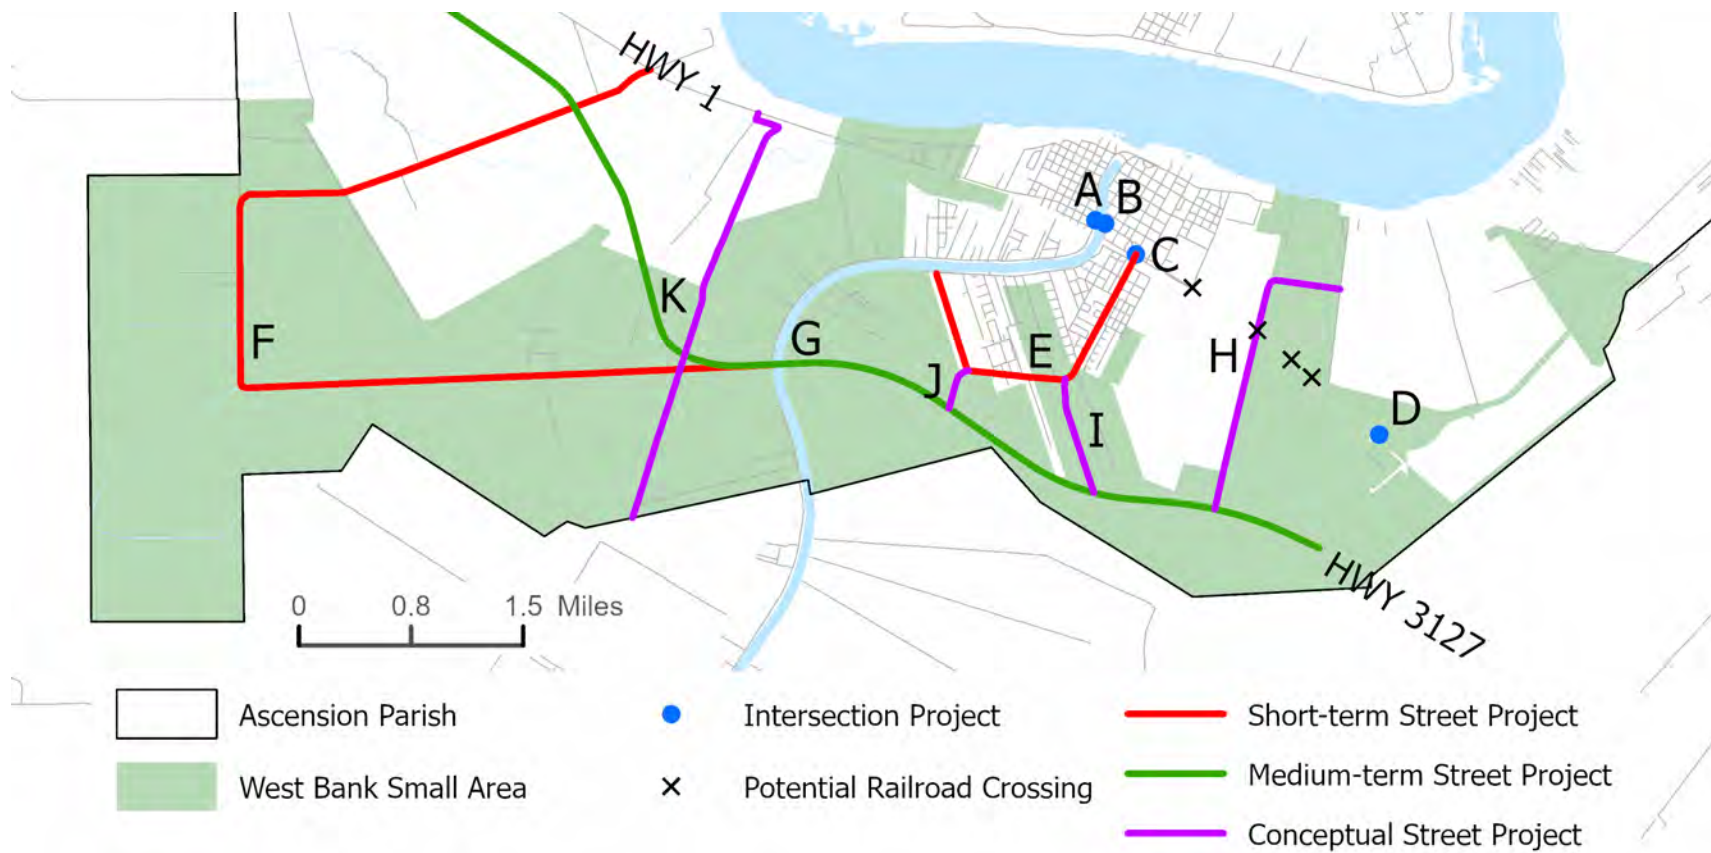 HWY 1
A
B
C
K
F
G
E
H
J
D
I
HWY 3127
0 0.8 1.5 Miles
Ascension Parish
Intersection Project
Short-term Street Project
West Bank Small Area
Potential Railroad Crossing
Medium-term Street Project
Conceptual Street Project